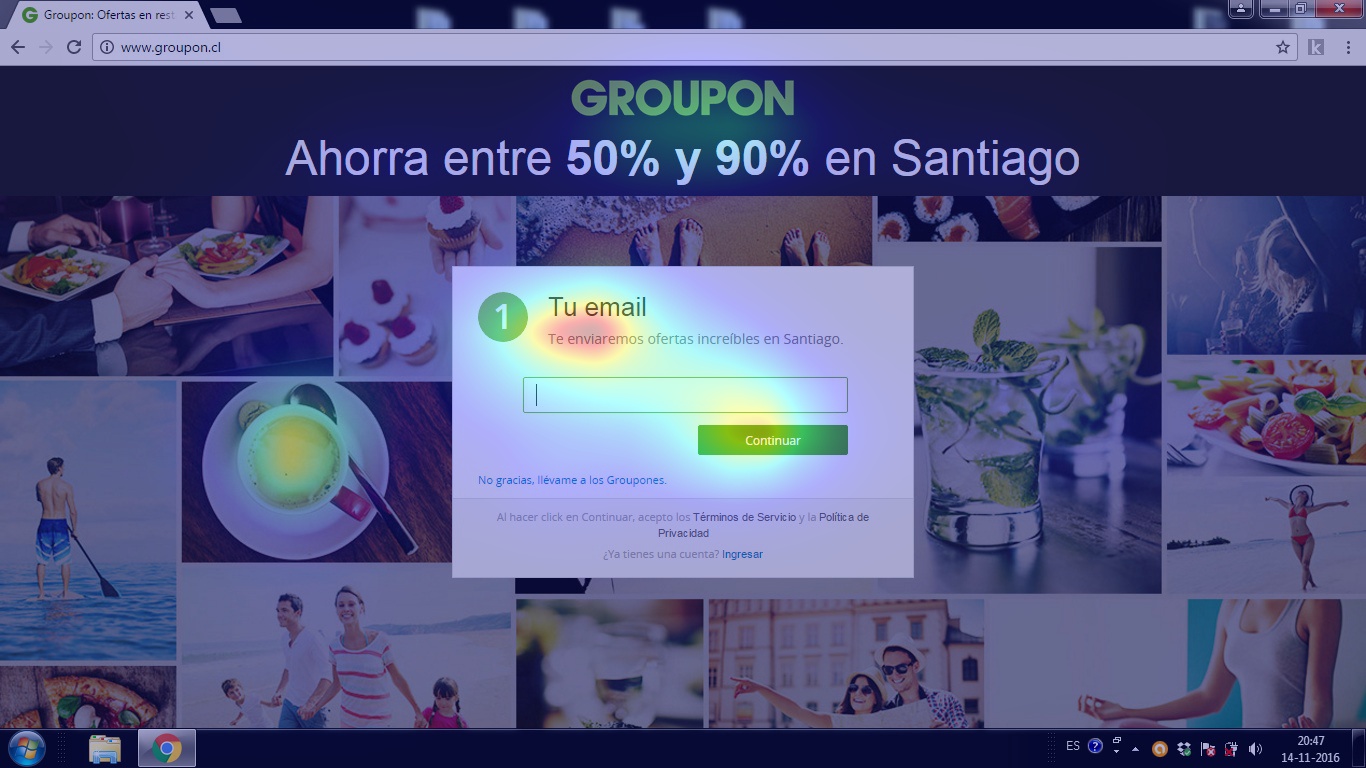 Groupon: Ofertas en rest
www.groupon.cl
k
GROUPON
Ahorra entre 50% y 90% en Santiago
1
Tu email
Te enviaremos ofertas increíbles en Santiago.
Continuar
No gracias, llévame a los Groupones.
Al hacer click en Continuar, acepto los Términos de Servicio y la Política de
Privacidad
¿Ya tienes una cuenta? Ingresar
ES
20:47
14-11-2016